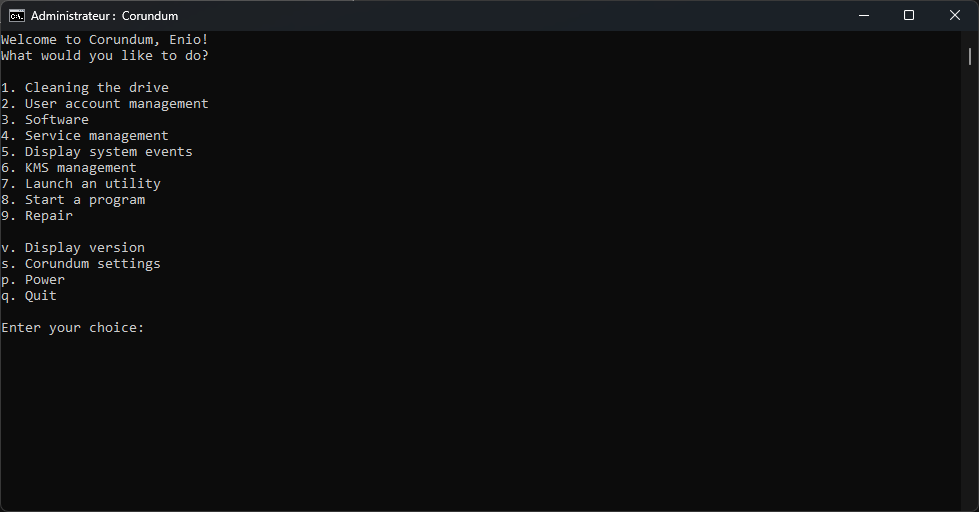 Administrateur : Corundum
Welcome to Corundum, Enio!
What would you like to do?
1. Cleaning the drive
2. User account management
3. Software
4. Service management
5. Display system events
6. KMS management
7. Launch an utility
8. Start a program
9. Repair
v. Display version
s. Corundum settings
p. Power
q. Quit
Enter your choice: